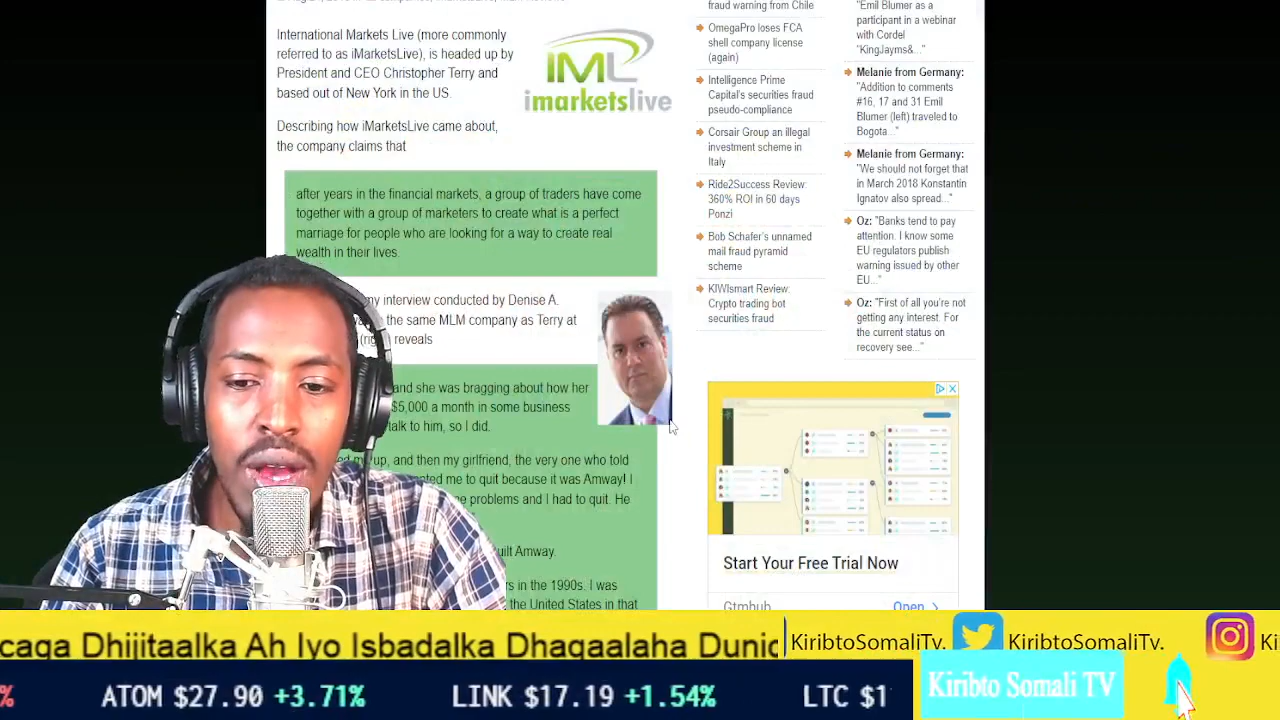 International Markets Live (more commonly
referred to as iMarketsLive), is headed up by
President and CEO Christopher Terry and
based out of New York in the US.
IML
imarketslive
Describing how iMarketsLive came about,
the company claims that
after years in the financial markets, a group of traders have come
together with a group of marketers to create what is a perfect
marriage for people who are looking for a way to create real
wealth in their lives.
my interview conducted by Denise A.
the same MLM company as Terry at
reveals
and she was bragging about how her
$5,000 a month in some business
talk to him, so I did.
up, and then my girlfriend, the very one who told
me to quit because it was Amway! I
problems and I had to quit. He
Amway.
in the 1990s. I was
the United States in that
fraud warning from Chile
OmegaPro loses FCA
shell company license
(again)
Intelligence Prime
Capital's securities fraud
pseudo-compliance
Corsair Group an illegal
investment scheme in
Italy
Ride2Success Review:
360% ROI in 60 days
Ponzi
Bob Schafer's unnamed
mail fraud pyramid
scheme
KIWIsmart Review:
Crypto trading bot
securities fraud
"Emil Blumer as a
participant in a webinar
with Cordel
"KingJayms&..."
Melanie from Germany:
"Addition to comments
#16, 17 and 31 Emil
Blumer (left) traveled to
Bogota..."
Melanie from Germany:
"We should not forget that
in March 2018 Konstantin
Ignatov also spread..."
Oz: "Banks tend to pay
attention. I know some
EU regulators publish
warning issued by other
EU..."
Oz: "First of all you're not
getting any interest. For
the current status on
recovery see..."
Start Your Free Trial Now
Gtmhub
Open
caga Dhijitaalka Ah Iyo Isbadalka Dhaqaalaha Dunid
KiribtoSomaliTv.
KiribtoSomaliTv.
Ki
% ATOM $27.90 +3.71% LINK $17.19 +1.54% LTC $1
Kiribto Somali TV